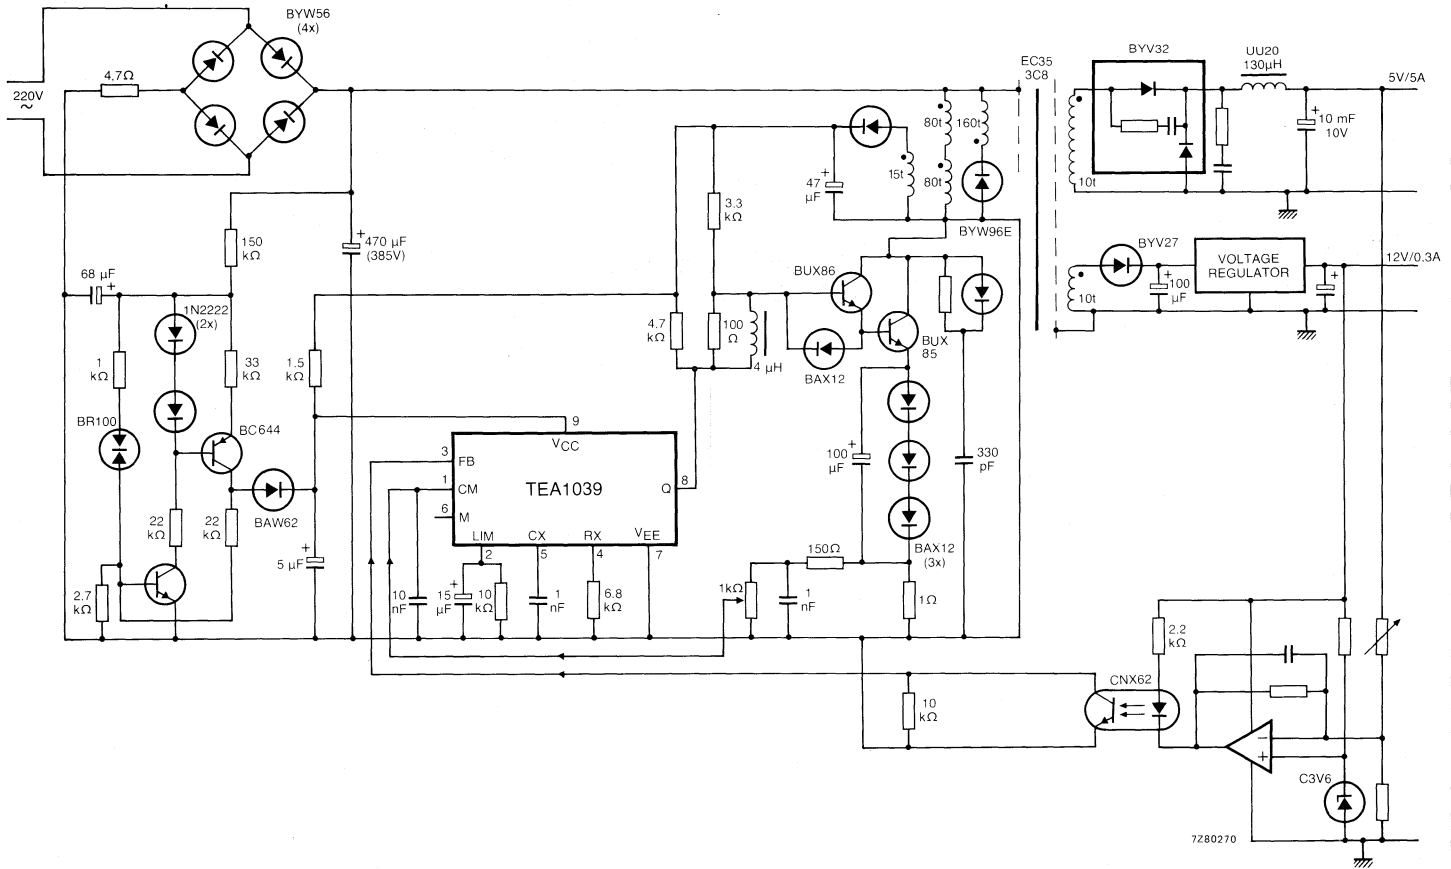 BYW56
(4x)
4.7Ω
220V
~
EC35
3C8
BYV32
UU20
130µH
5V/5A
10 mF
10V
80t
160t
15t
80t
10t
47
µF
3.3
kΩ
BYW96E
150
kΩ
470 µF
(385V)
68 µF
1N2222
(2x)
BUX86
BYV27
VOLTAGE
REGULATOR
12V/0.3A
100
µF
10t
4.7
kΩ
100
Ω
4 µH
BUX
85
BAX12
1
kΩ
33
kΩ
1.5
kΩ
BR100
BC644
9
VCC
3
FB
1
CM
TEA1039
Q
8
6
M
LIM
CX
RX
VEE
2
5
4
7
100
µF
330
pF
BAW62
22
kΩ
22
kΩ
5 µF
BAX12
(3x)
150Ω
2.7
kΩ
10
nF
15
µF
10
kΩ
1
nF
6.8
kΩ
1kΩ
1
nF
1Ω
2.2
kΩ
CNX62
10
kΩ
C3V6
7Z80270